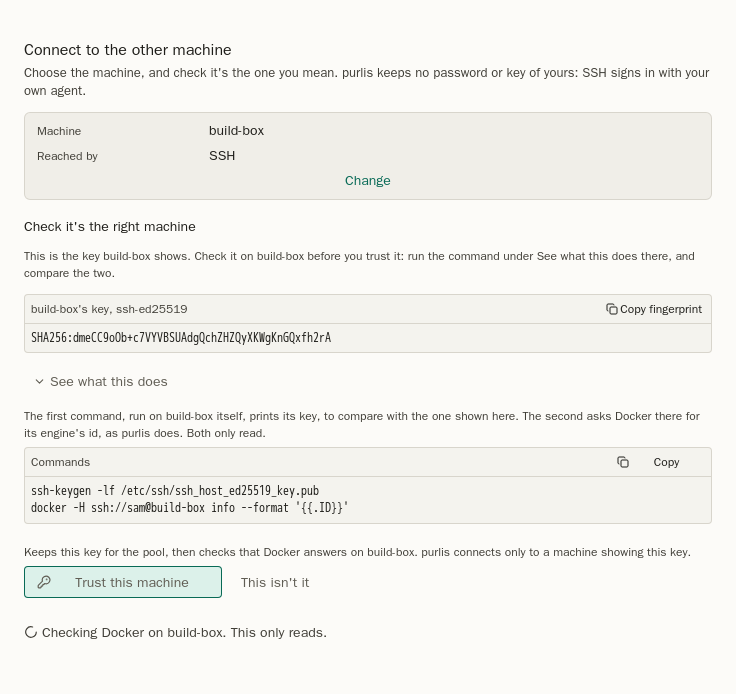 Connect to the other machine
Choose the machine, and check it's the one you mean. purlis keeps no password or key of yours: SSH signs in with your
own agent.
Machine build-box
Reached by SSH
Change
Check it's the right machine
This is the key build-box shows. Check it on build-box before you trust it: run the command under See what this does there, and
compare the two.
build-box's key, ssh-ed25519 Copy fingerprint
SHA256:dmeCC9oOb+c7VYVBSUAdgQchZHZQyXKWgKnGQxfh2rA
See what this does
The first command, run on build-box itself, prints its key, to compare with the one shown here. The second asks Docker there for
its engine's id, as purlis does. Both only read.
Commands Copy
ssh-keygen -lf /etc/ssh/ssh_host_ed25519_key.pub
docker -H ssh://sam@build-box info --format '{{.ID}}'
Keeps this key for the pool, then checks that Docker answers on build-box. purlis connects only to a machine showing this key.
Trust this machine This isn't it
Checking Docker on build-box. This only reads.